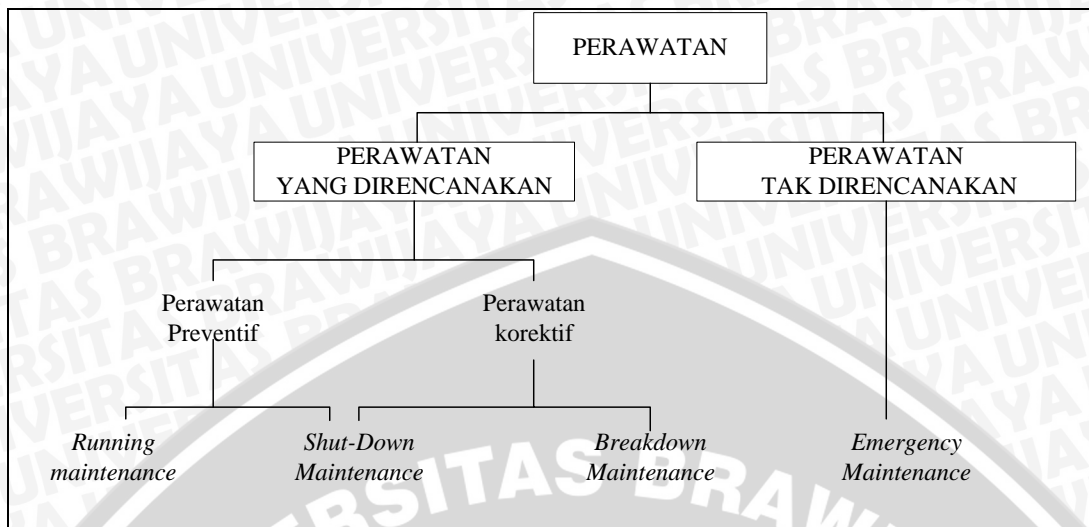 PERAWATAN
PERAWATAN
YANG DIRENCANAKAN
PERAWATAN
TAK DIRENCANAKAN
Perawatan
Preventif
Perawatan
korektif
Running
maintenance
Shut-Down
Maintenance
Breakdown
Maintenance
Emergency
Maintenance